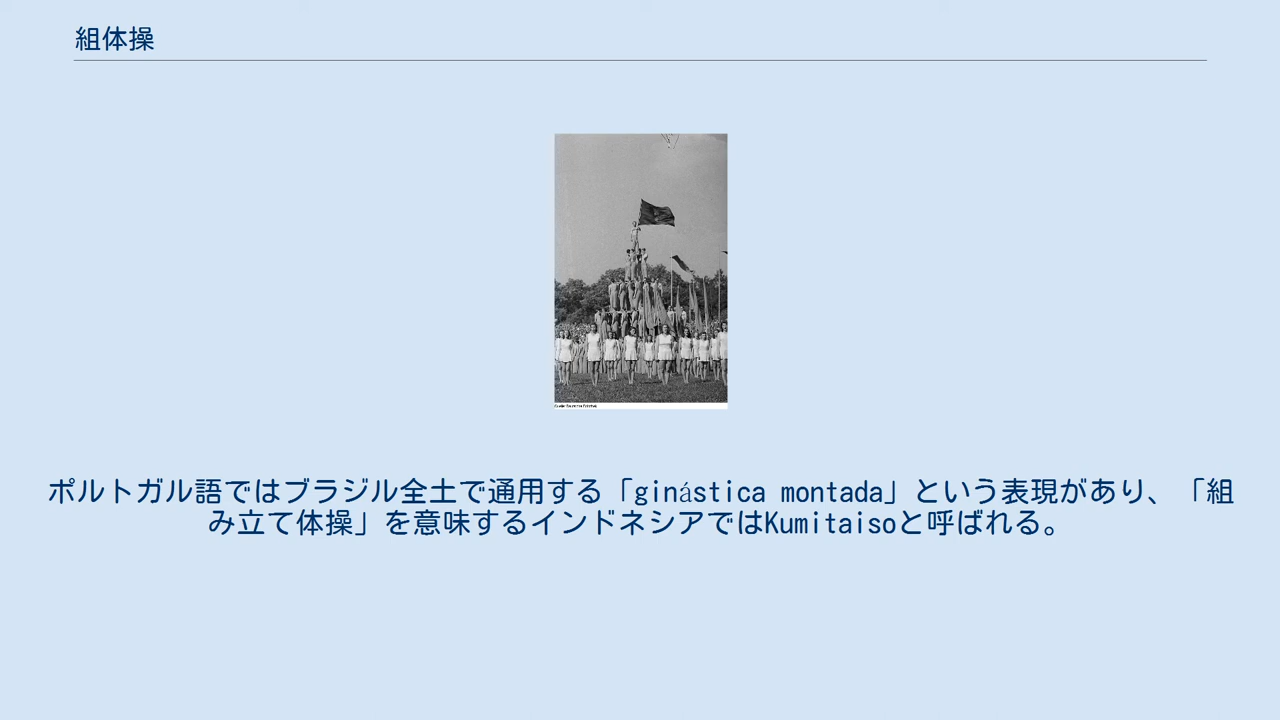 組体操
ポルトガル語ではブラジル全土で通用する「ginástica montada」という表現があり、「組
み立て体操」を意味するインドネシアではKumitaisoと呼ばれる。